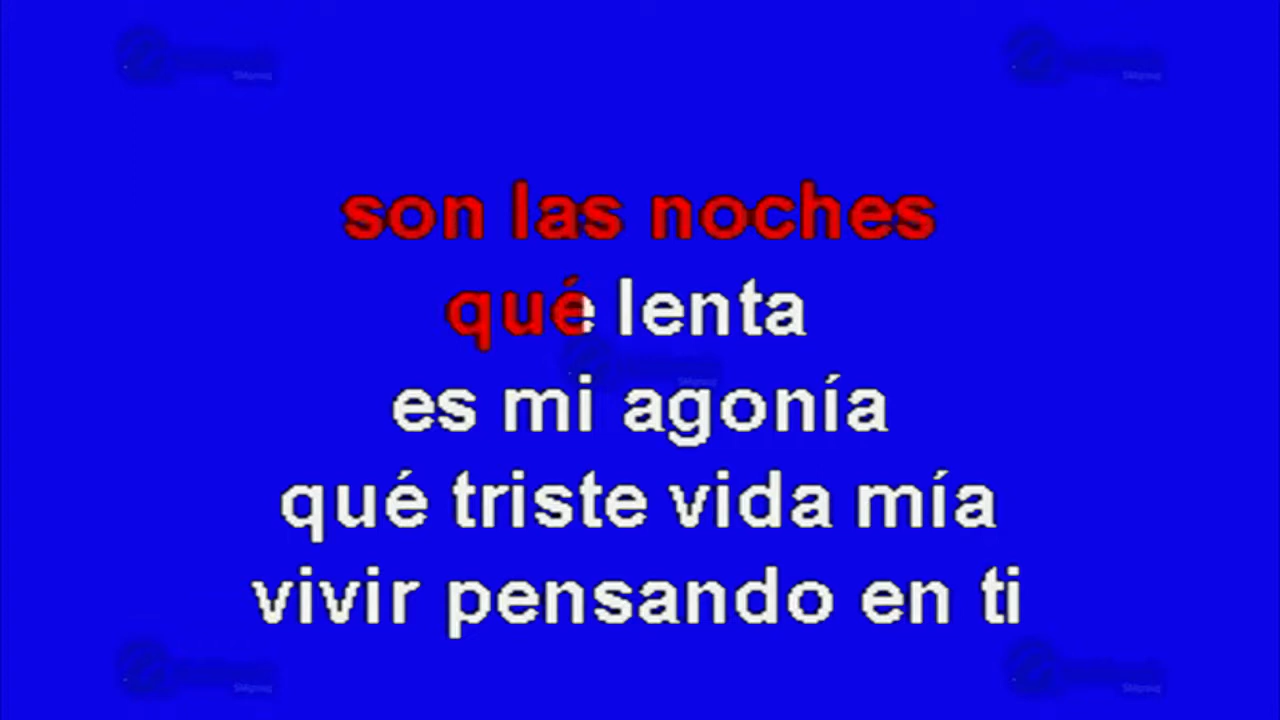 son las noches
qué lenta
es mi agonía
qué triste vida mía
vivir pensando en ti